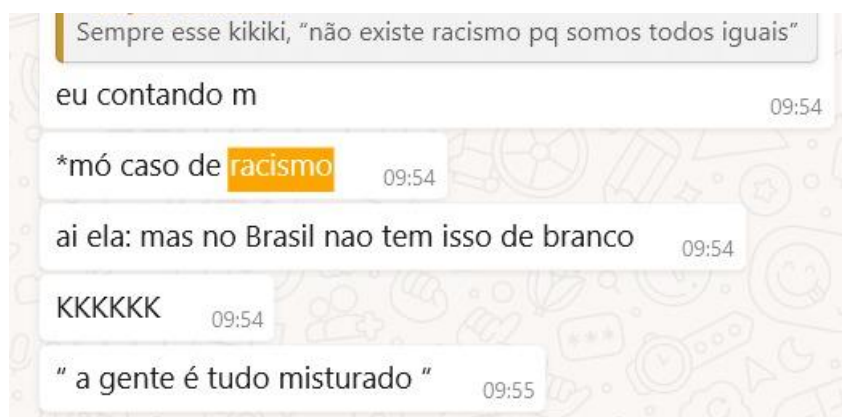 Sempre esse kikiki, “não existe racismo pq somos todos iguais”
eu contando m
09:54
*mó caso de racismo
09:54
ai ela: mas no Brasil nao tem isso de branco
09:54
KKKKKK
09:54
“ a gente é tudo misturado “
09:55